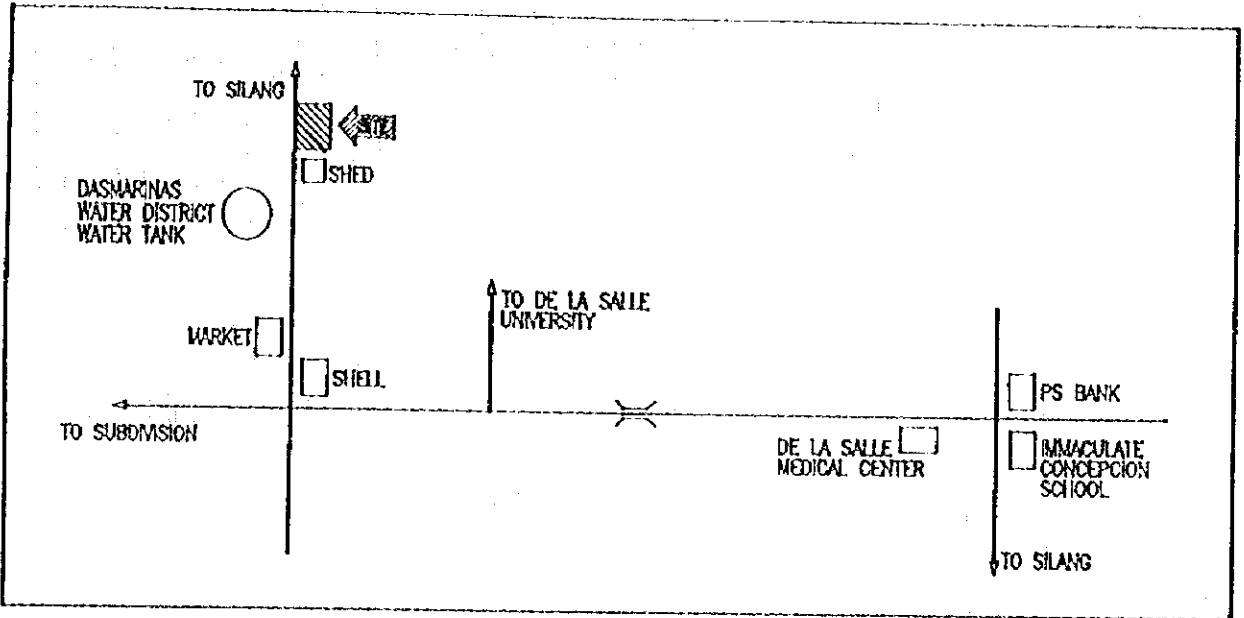 TO SILANG
SITE
SHED
DASMARINAS
WATER DISTRICT
WATER TANK
TO DE LA SALLE
UNIVERSITY
MARKET
SHELL
PS BANK
TO SUBDIVISION
DE LA SALLE
MEDICAL CENTER
IMMACULATE
CONCEPCION
SCHOOL
TO SILANG